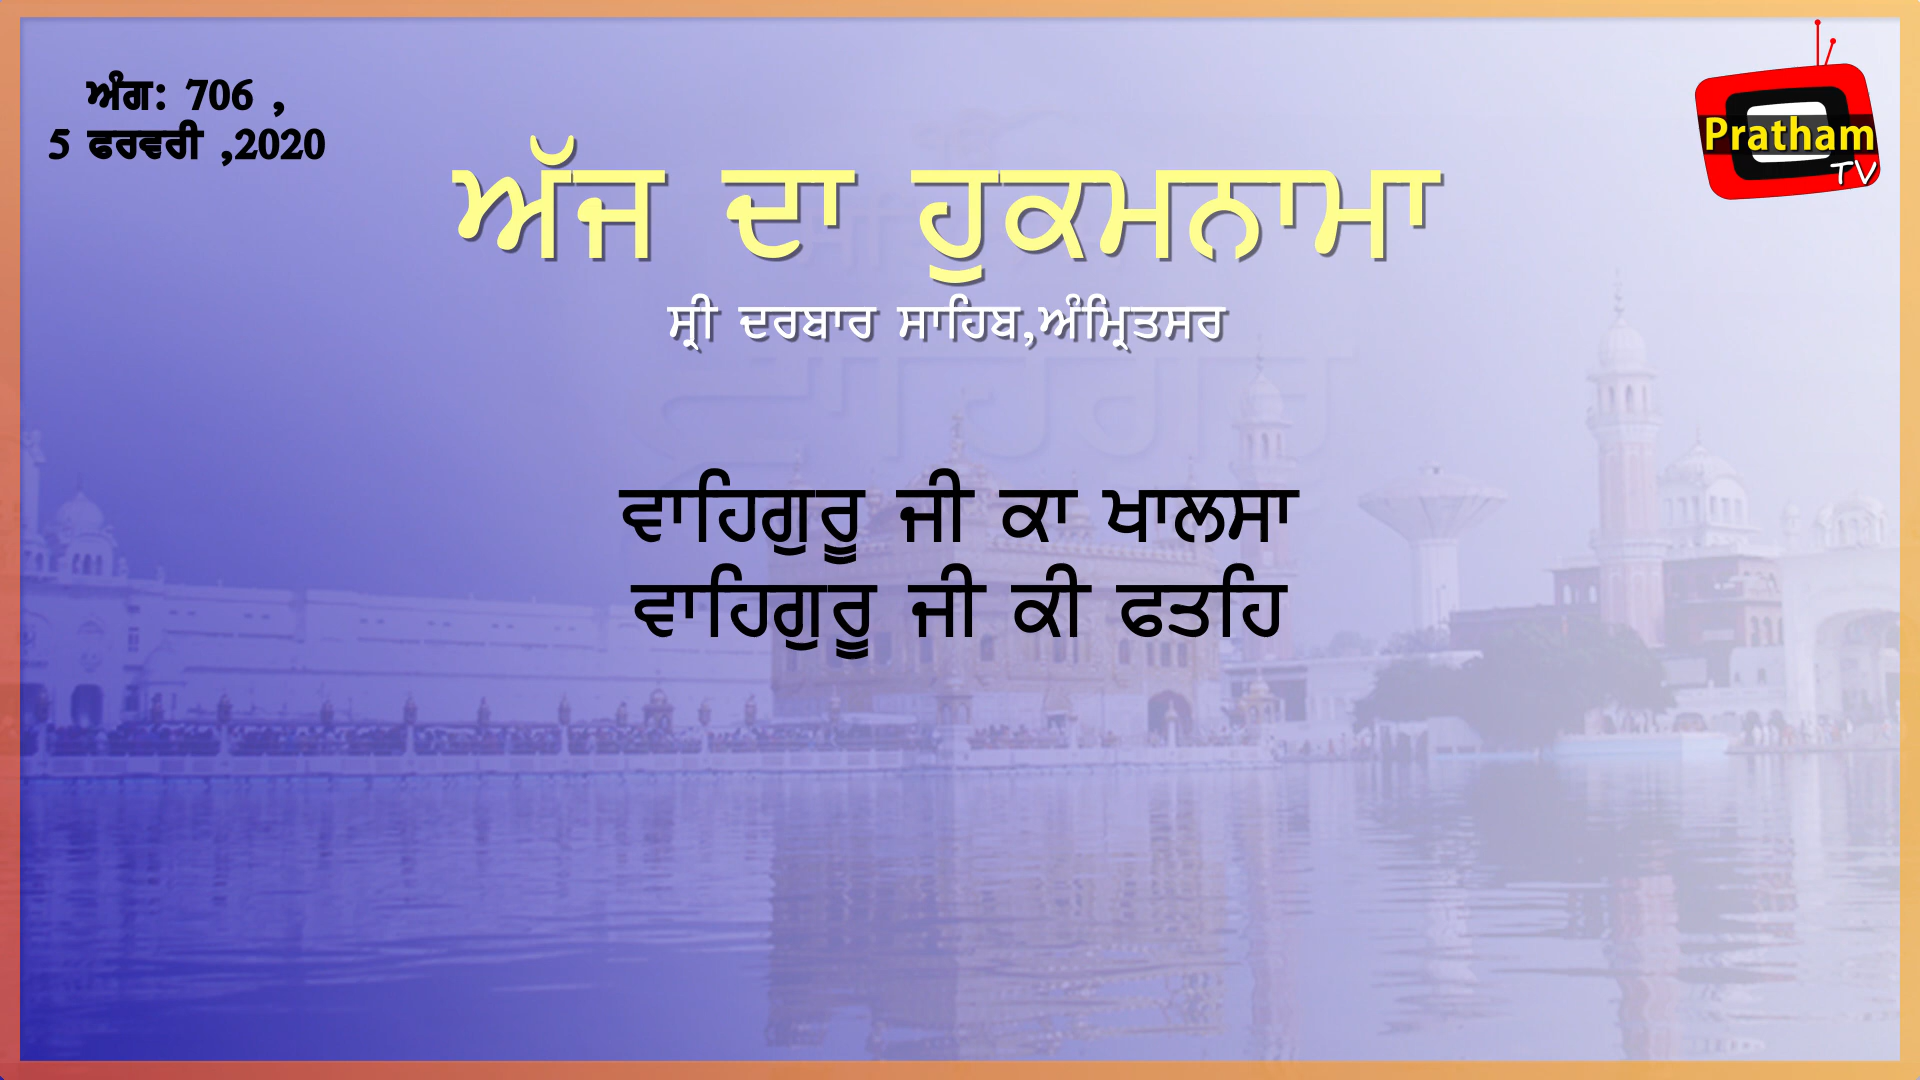 ਅੰਗ: 706 ,
5 ਫਰਵਰੀ ,2020
Pratham
TV
ਅੱਜ ਦਾ ਹੁਕਮਨਾਮਾ
ਸ੍ਰੀ ਦਰਬਾਰ ਸਾਹਿਬ,ਅੰਮ੍ਰਿਤਸਰ
ਵਾਹਿਗੁਰੂ ਜੀ ਕਾ ਖਾਲਸਾ
ਵਾਹਿਗੁਰੂ ਜੀ ਕੀ ਫਤਹਿ